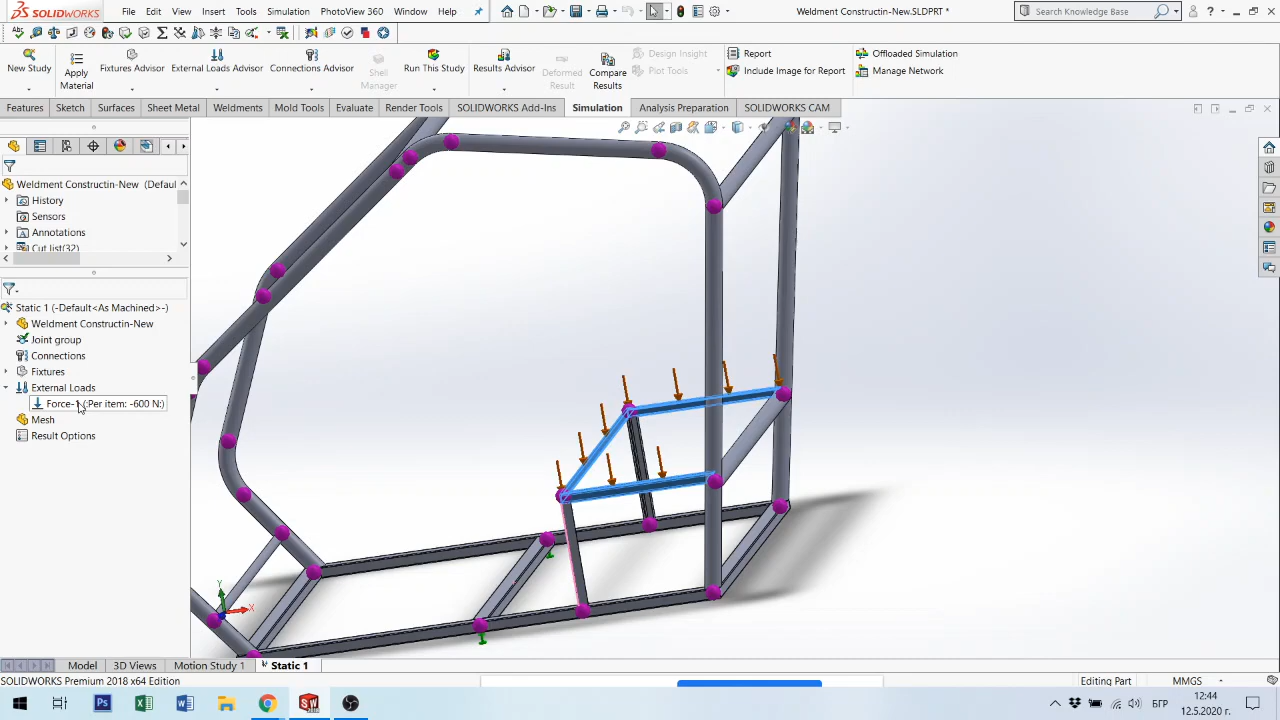 SOLIDWORKS File Edit View Insert Tools Simulation PhotoView 360 Window Help Weldment Constructin-New.SLDPRT * Search Knowledge Base
New Study Apply Material Fixtures Advisor External Loads Advisor Connections Advisor Shell Manager Run This Study Results Advisor Deformed Result Compare Results Design Insight Plot Tools Report Include Image for Report Offloaded Simulation Manage Network
Features Sketch Surfaces Sheet Metal Weldments Mold Tools Evaluate Render Tools SOLIDWORKS Add-Ins Simulation Analysis Preparation SOLIDWORKS CAM
Weldment Constructin-New (Defaul
History
Sensors
Annotations
Cut list(32)
Static 1 (-Default<As Machined>-)
Weldment Constructin-New
Joint group
Connections
Fixtures
External Loads
Force-1 (:Per item: -600 N:)
Mesh
Result Options
Y
X
Model 3D Views Motion Study 1 Static 1
SOLIDWORKS Premium 2018 x64 Edition Editing Part MMGS
Ps SW 2018 БГР 12:44
12.5.2020 г.